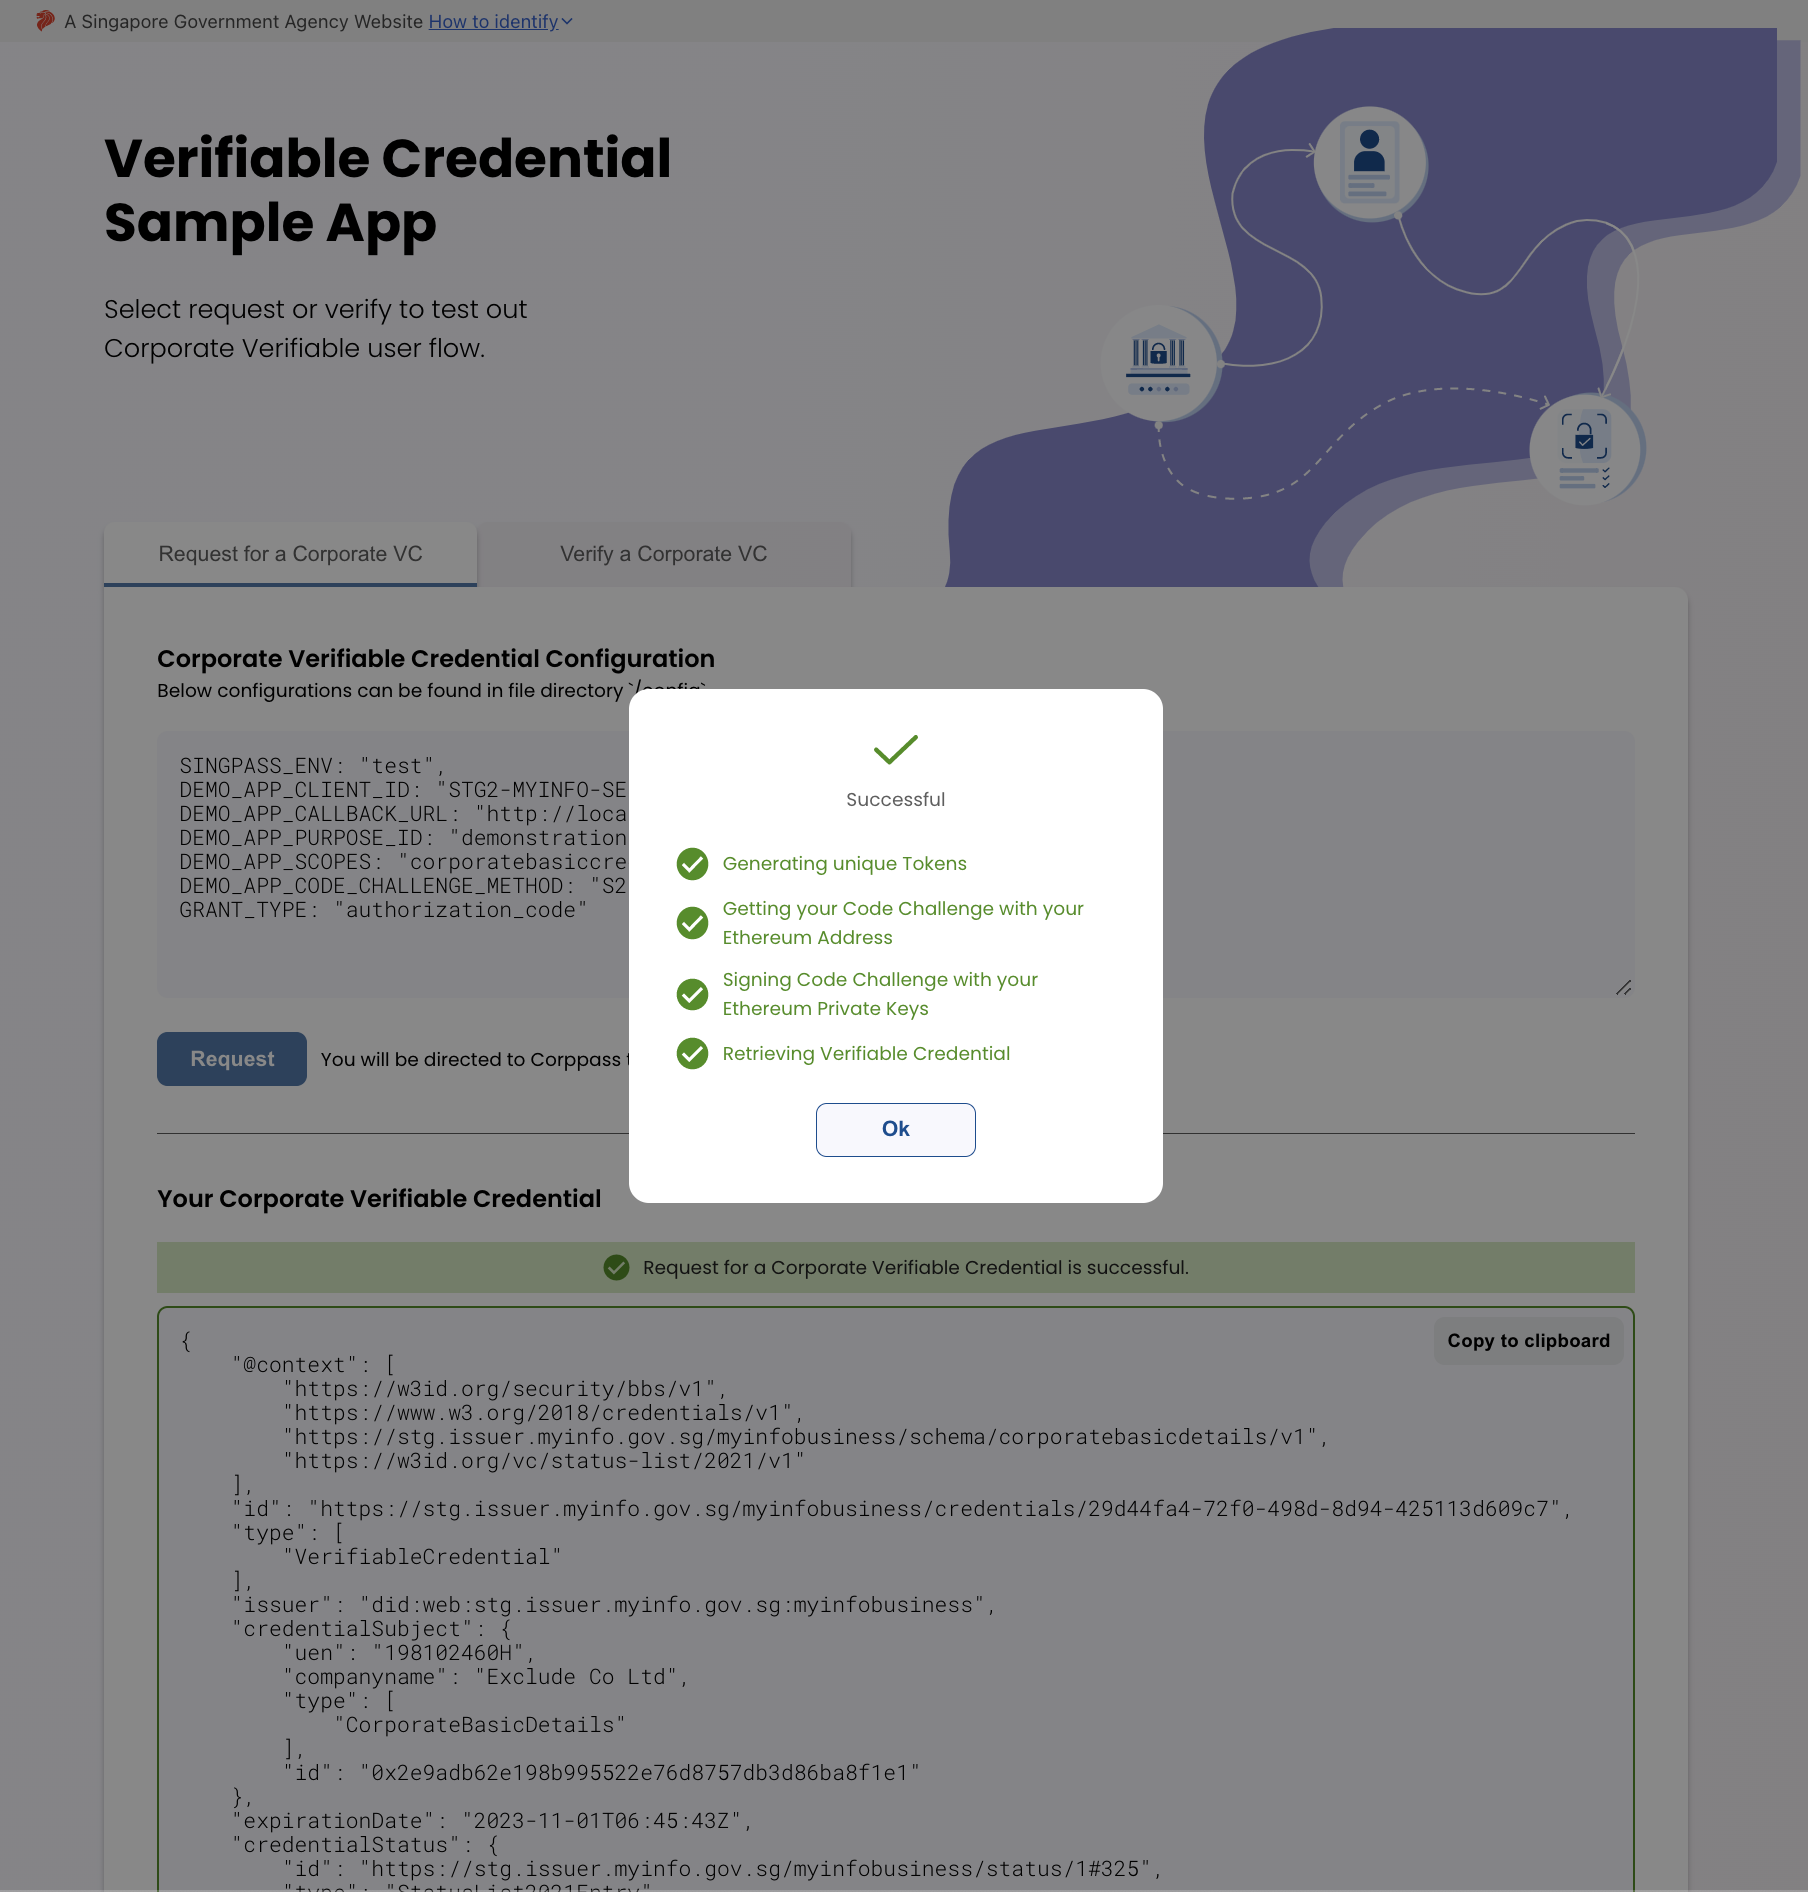 A Singapore Government Agency Website How to identify
Verifiable Credential
Sample App
Select request or verify to test out
Corporate Verifiable user flow.
Request for a Corporate VC
Verify a Corporate VC
Corporate Verifiable Credential Configuration
Below configurations can be found in file directory `/config`
SINGPASS_ENV: "test",
DEMO_APP_CLIENT_ID: "STG2-MYINFO-SE
DEMO_APP_CALLBACK_URL: "http://loca
DEMO_APP_PURPOSE_ID: "demonstration
DEMO_APP_SCOPES: "corporatebasiccre
DEMO_APP_CODE_CHALLENGE_METHOD: "S2
GRANT_TYPE: "authorization_code"
Successful
Generating unique Tokens
Getting your Code Challenge with your
Ethereum Address
Signing Code Challenge with your
Ethereum Private Keys
Retrieving Verifiable Credential
Ok
Request
You will be directed to Corppass
Your Corporate Verifiable Credential
Request for a Corporate Verifiable Credential is successful.
Copy to clipboard
{
"@context": [
"https://w3id.org/security/bbs/v1",
"https://www.w3.org/2018/credentials/v1",
"https://stg.issuer.myinfo.gov.sg/myinfobusiness/schema/corporatebasicdetails/v1",
"https://w3id.org/vc/status-list/2021/v1"
],
"id": "https://stg.issuer.myinfo.gov.sg/myinfobusiness/credentials/29d44fa4-72f0-498d-8d94-425113d609c7",
"type": [
"VerifiableCredential"
],
"issuer": "did:web:stg.issuer.myinfo.gov.sg:myinfobusiness",
"credentialSubject": {
"uen": "198102460H",
"companyname": "Exclude Co Ltd",
"type": [
"CorporateBasicDetails"
],
"id": "0x2e9adb62e198b995522e76d8757db3d86ba8f1e1"
},
"expirationDate": "2023-11-01T06:45:43Z",
"credentialStatus": {
"id": "https://stg.issuer.myinfo.gov.sg/myinfobusiness/status/1#325",
"type": "StatusList2021Entry"